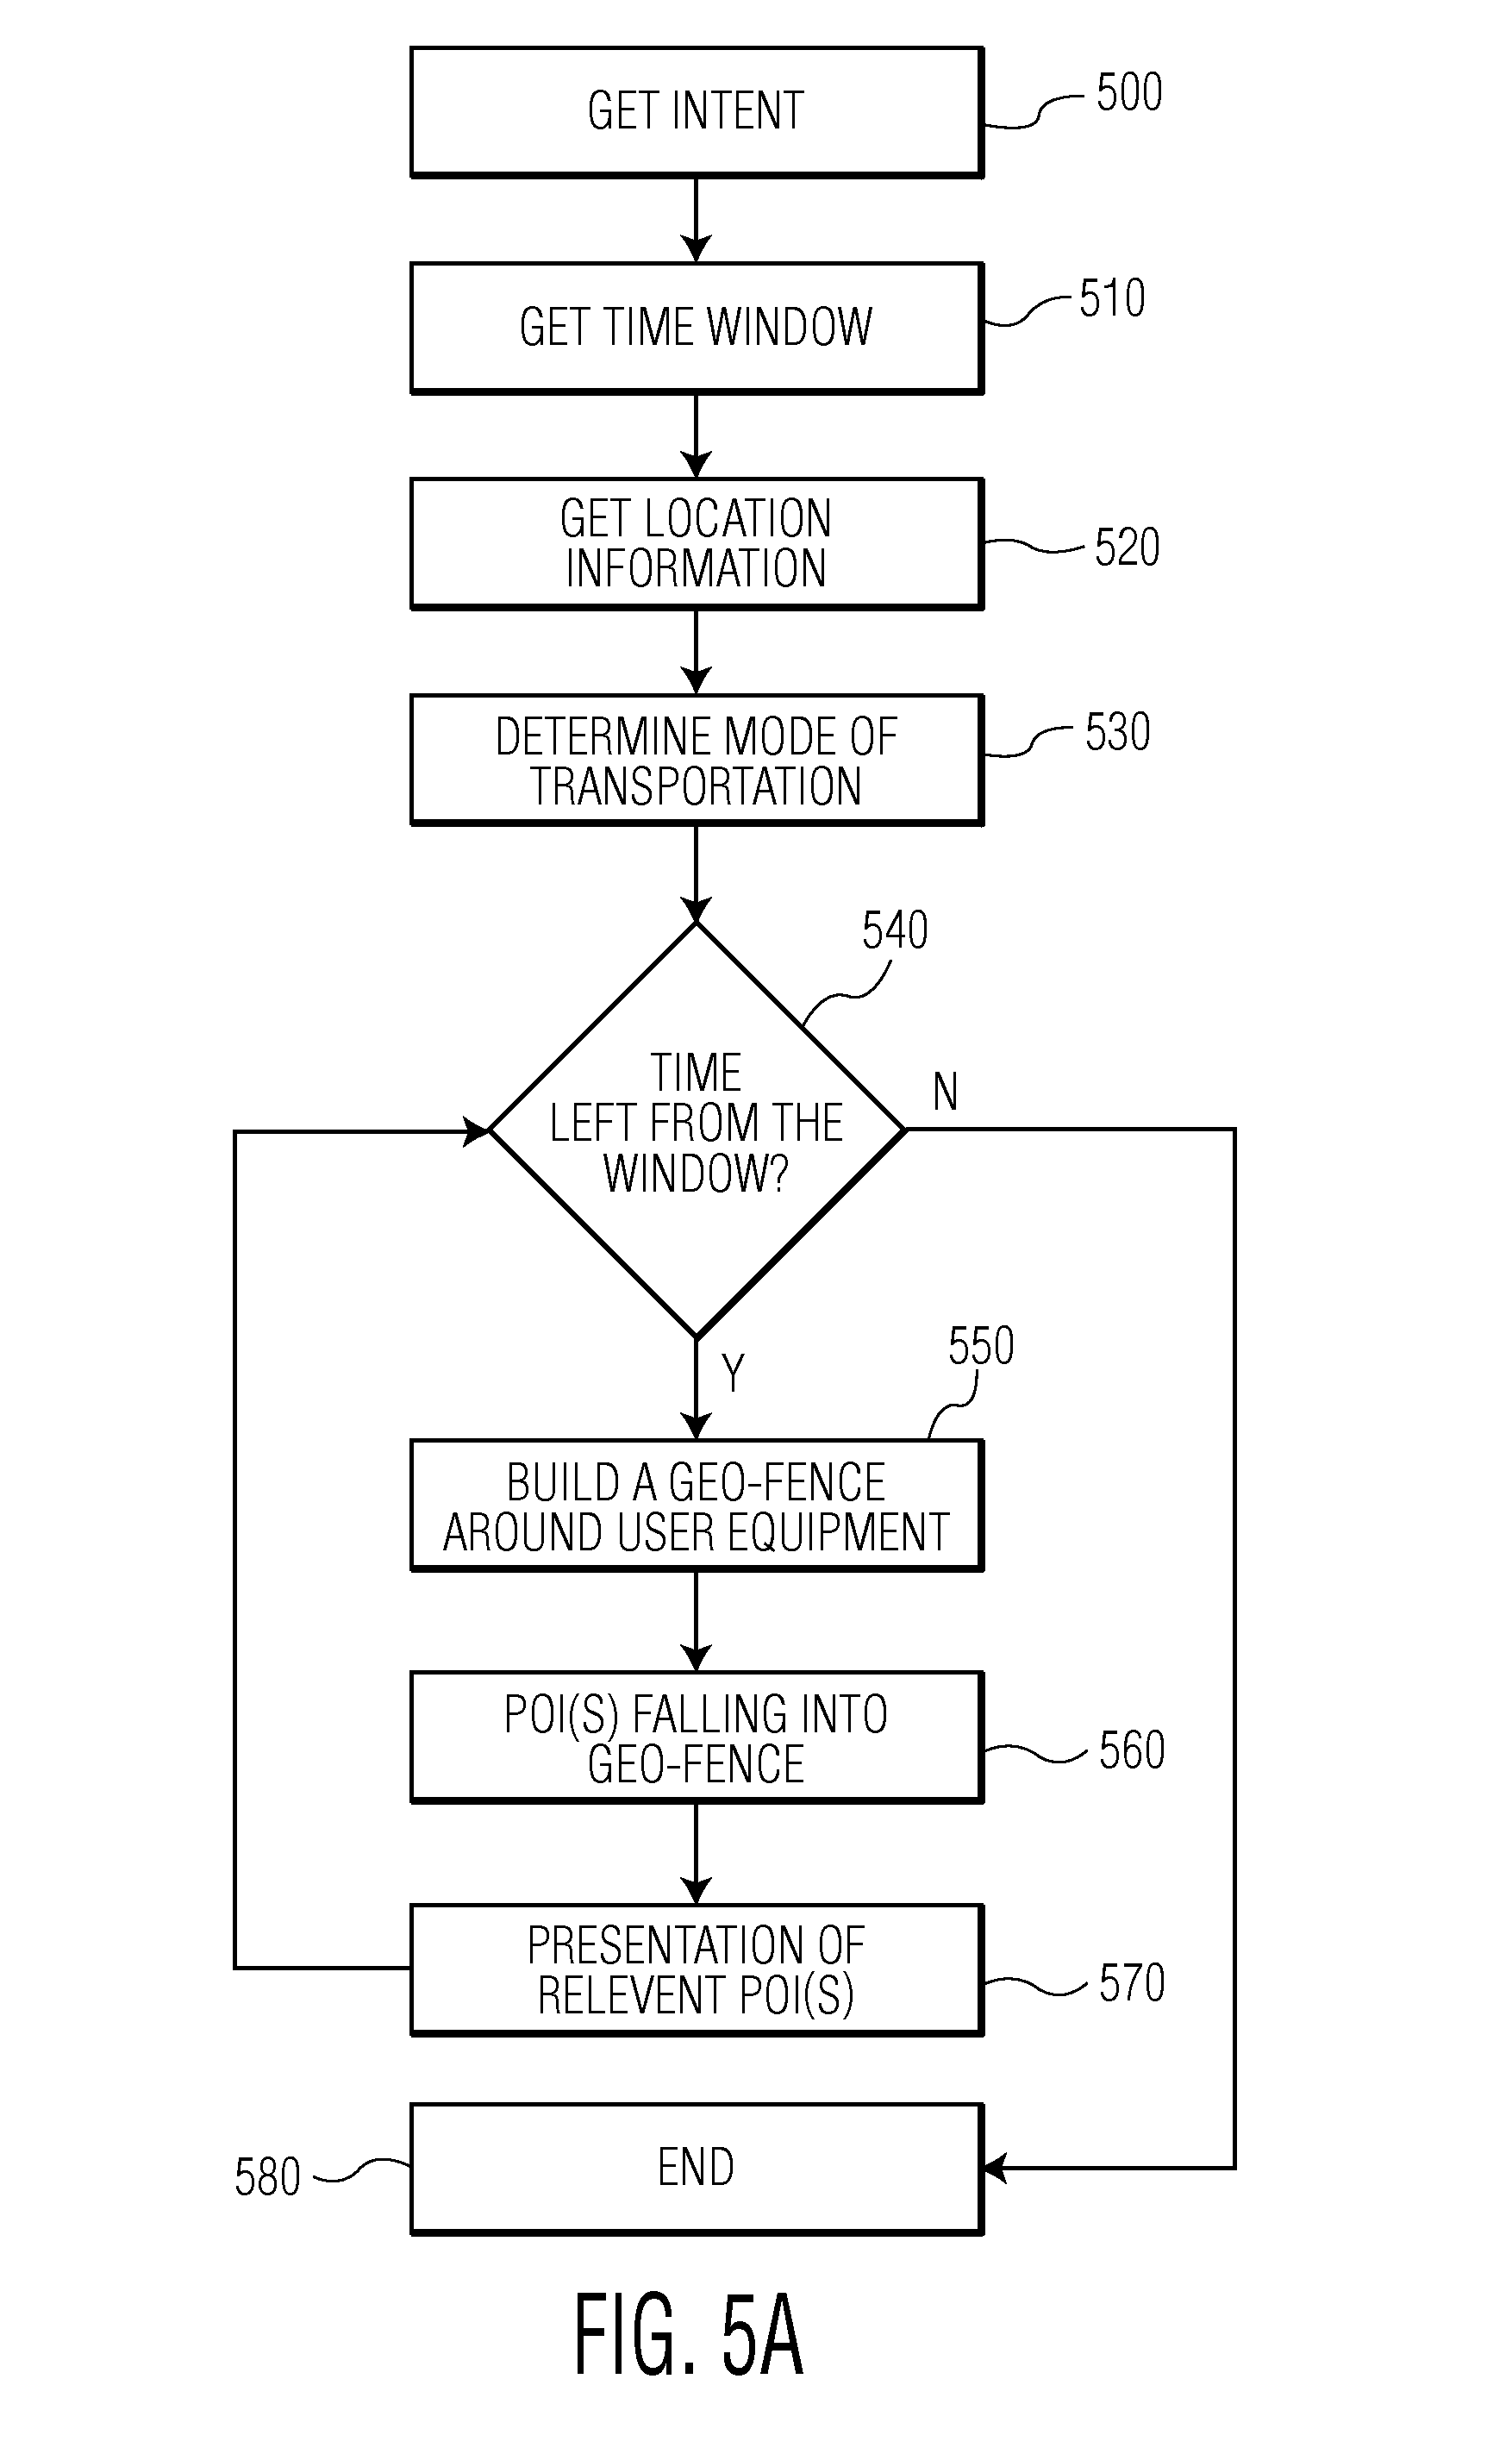 GET INTENT
500
GET TIME WINDOW
510
GET LOCATION
INFORMATION
520
DETERMINE MODE OF
TRANSPORTATION
530
540
TIME
LEFT FROM THE
WINDOW?
N
Y
550
BUILD A GEO-FENCE
AROUND USER EQUIPMENT
POI(S) FALLING INTO
GEO-FENCE
560
PRESENTATION OF
RELEVENT POI(S)
570
END
580
FIG. 5A